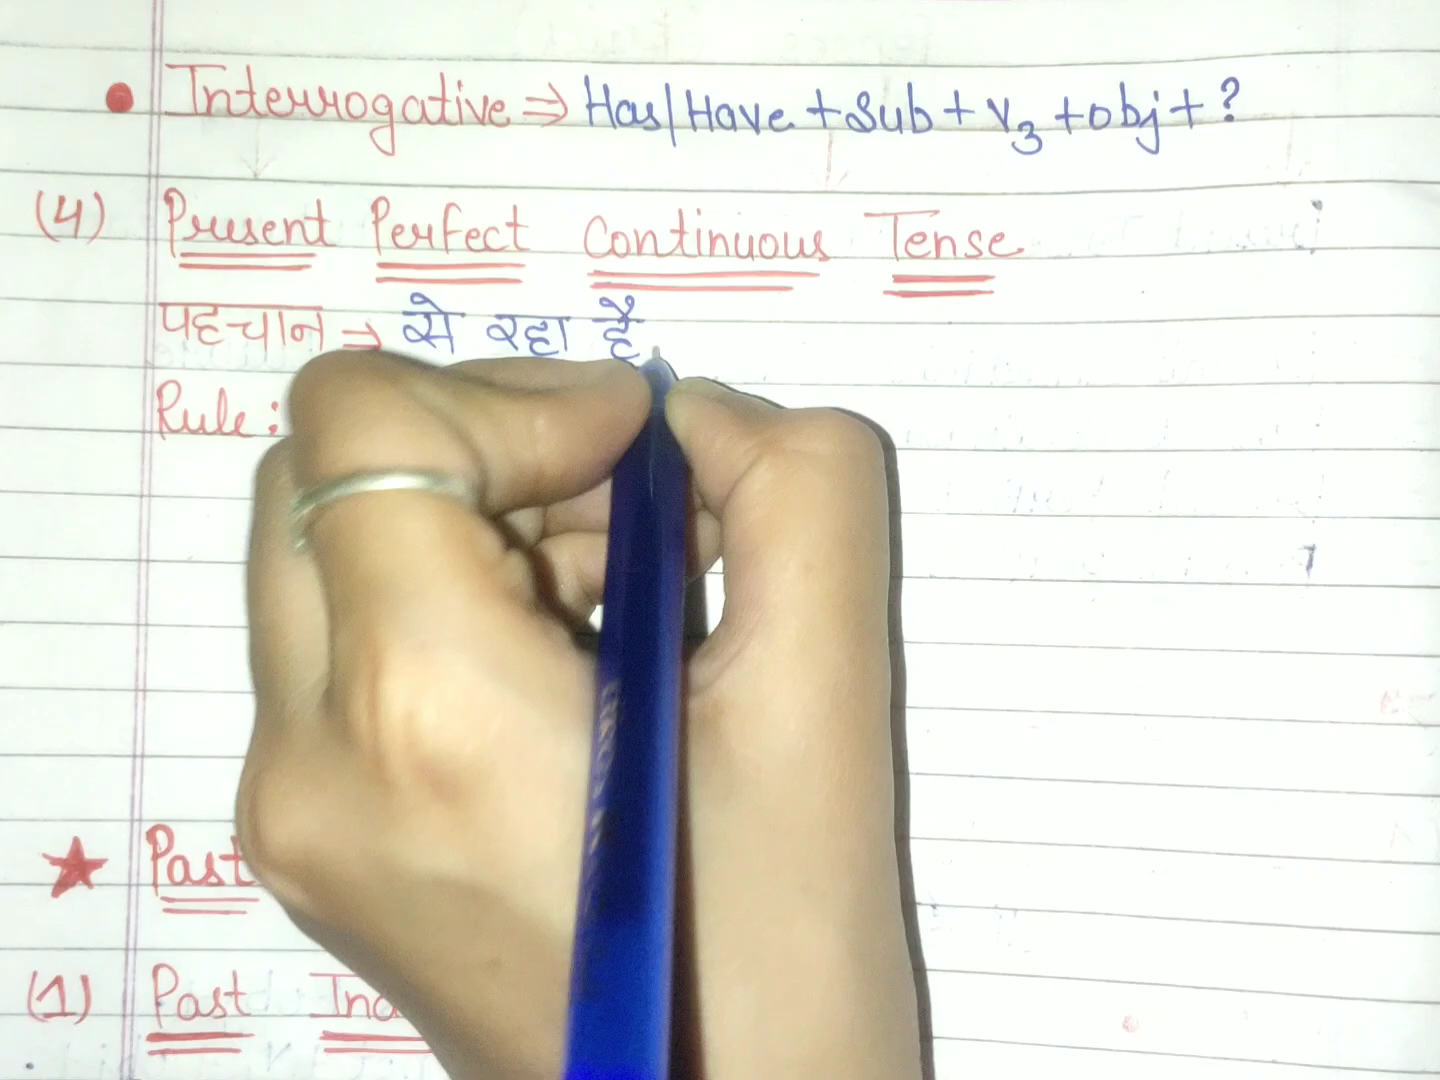 • Interrogative ⇒ Has/Have + Sub + V₃ + obj + ?
(4) Present Perfect Continuous Tense
पहचान → से रहा है
Rule:
★ Past
(1) Past